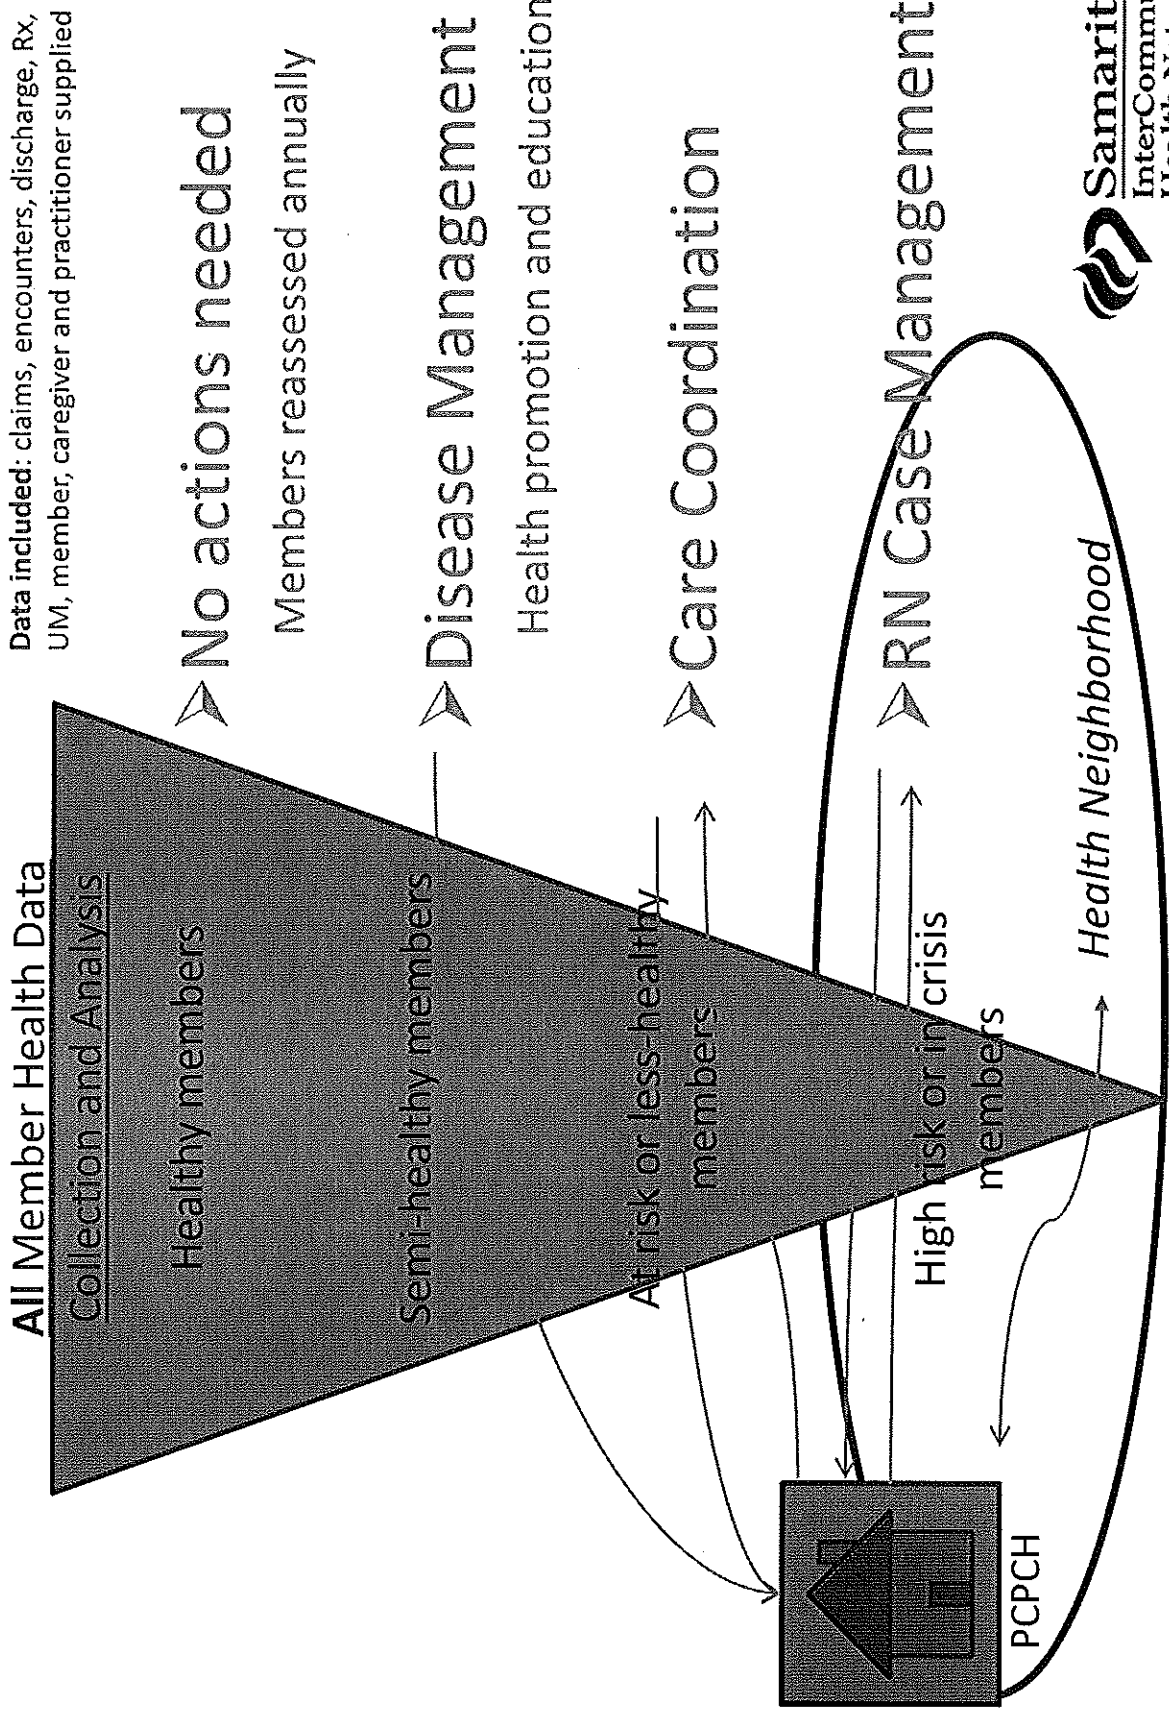 All Member Health Data
Collection and Analysis
Data included: claims, encounters, discharge, Rx,
UM, member, caregiver and practitioner supplied
Healthy members
No actions needed
Members reassessed annually
Semi-healthy members
Disease Management
Health promotion and education
At risk or less-healthy
members
Care Coordination
High risk or in crisis
members
RN Case Management
Health Neighborhood
PCPCH
Samarit
InterCommu